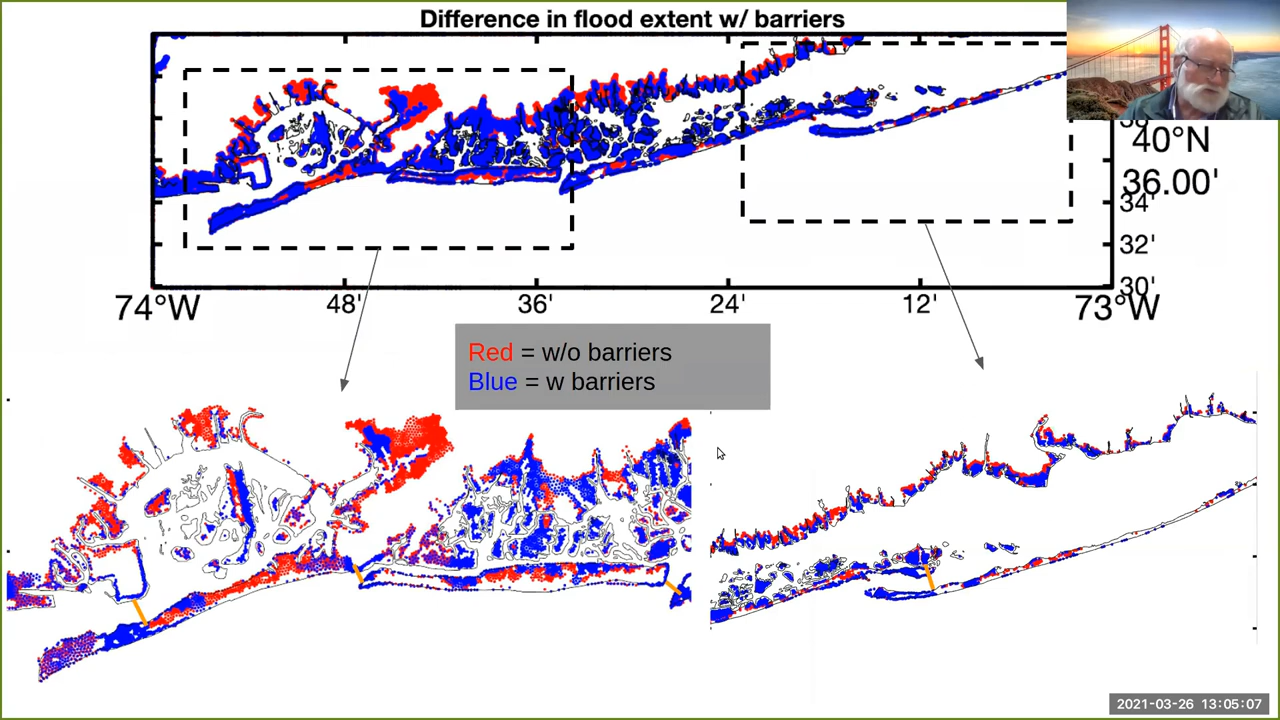 Difference in flood extent w/ barriers
40°N
36.00'
34'
32'
30'
74°W
48'
36'
24'
12'
73°W
Red = w/o barriers
Blue = w barriers
2021-03-26 13:05:07